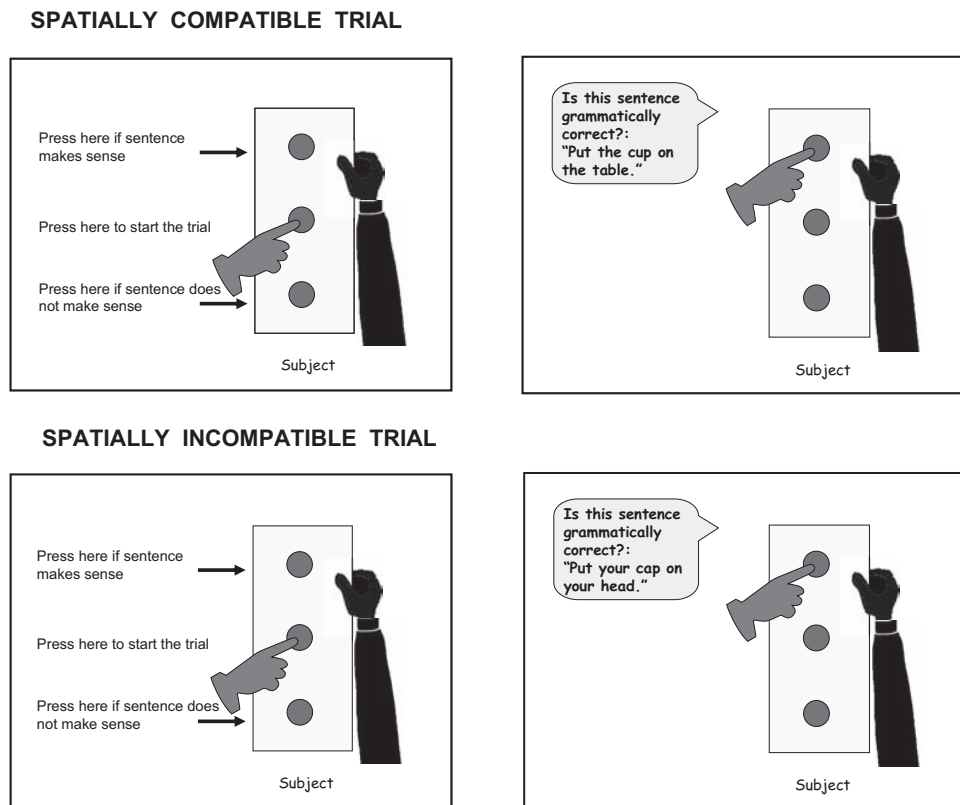 SPATIALLY COMPATIBLE TRIAL
Press here if sentence
makes sense
Press here to start the trial
Press here if sentence does
not make sense
Subject
Is this sentence
grammatically
correct?:
“Put the cup on
the table.”
Subject
SPATIALLY INCOMPATIBLE TRIAL
Press here if sentence
makes sense
Press here to start the trial
Press here if sentence does
not make sense
Subject
Is this sentence
grammatically
correct?:
“Put your cap on
your head.”
Subject